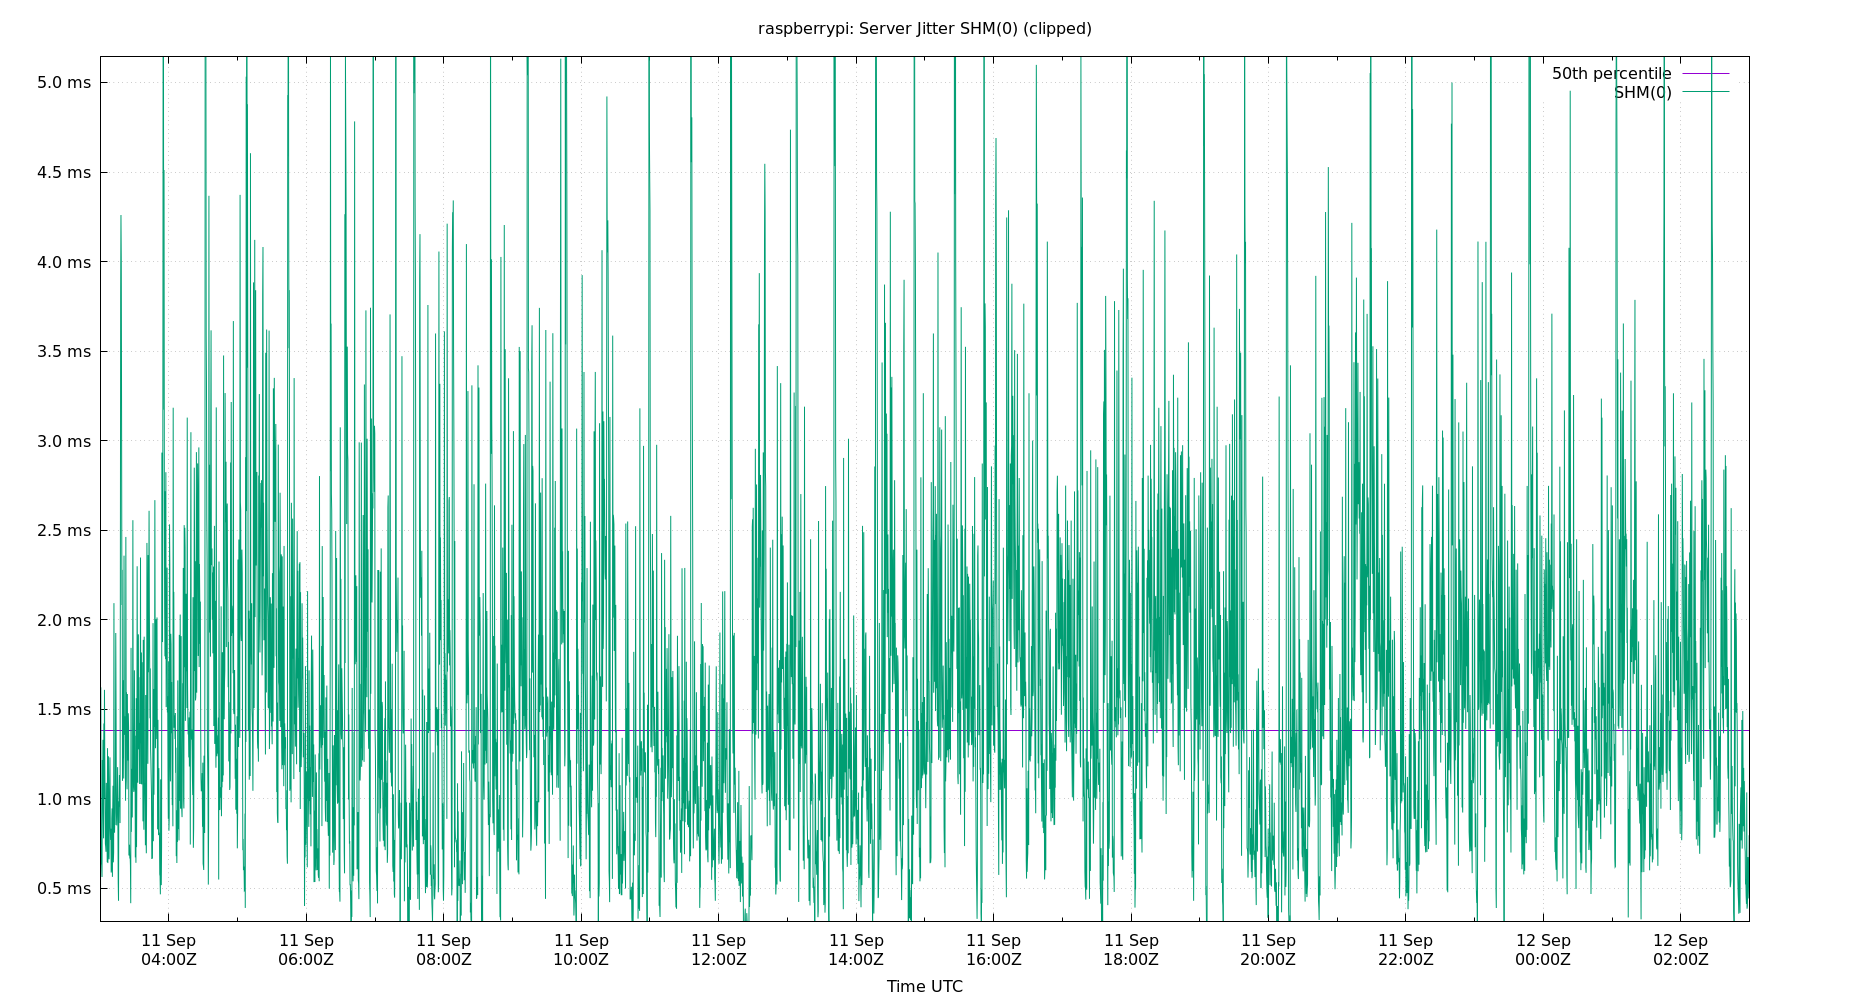 raspberrypi: Server Jitter SHM(0) (clipped)
50th percentile
SHM(0)
5.0 ms
4.5 ms
4.0 ms
3.5 ms
3.0 ms
2.5 ms
2.0 ms
1.5 ms
1.0 ms
0.5 ms
11 Sep 11 Sep 11 Sep 11 Sep 11 Sep 11 Sep 11 Sep 11 Sep 11 Sep 11 Sep 12 Sep 12 Sep
04:00Z 06:00Z 08:00Z 10:00Z 12:00Z 14:00Z 16:00Z 18:00Z 20:00Z 22:00Z 00:00Z 02:00Z
Time UTC